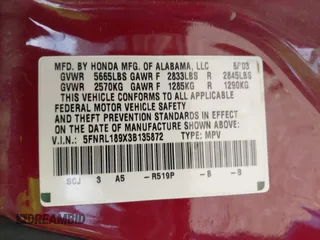 MFD. BY HONDA MFG. OF ALABAMA, LLC 5/03
GVWR 5665LBS GAWR F 2833LBS R 2845LBS
GVWR 2570KG GAWR F 1285KG R 1290KG
THIS VEHICLE CONFORMS TO ALL APPLICABLE
FEDERAL MOTOR VEHICLE SAFETY AND
THEFT PREVENTION STANDARDS IN EFFECT ON
THE DATE OF MANUFACTURE SHOWN ABOVE.
V.I.N.: 5FNRL189X3B135872 TYPE: MPV
SCJ 3 A5 -R519P -B -B
DREAMBID